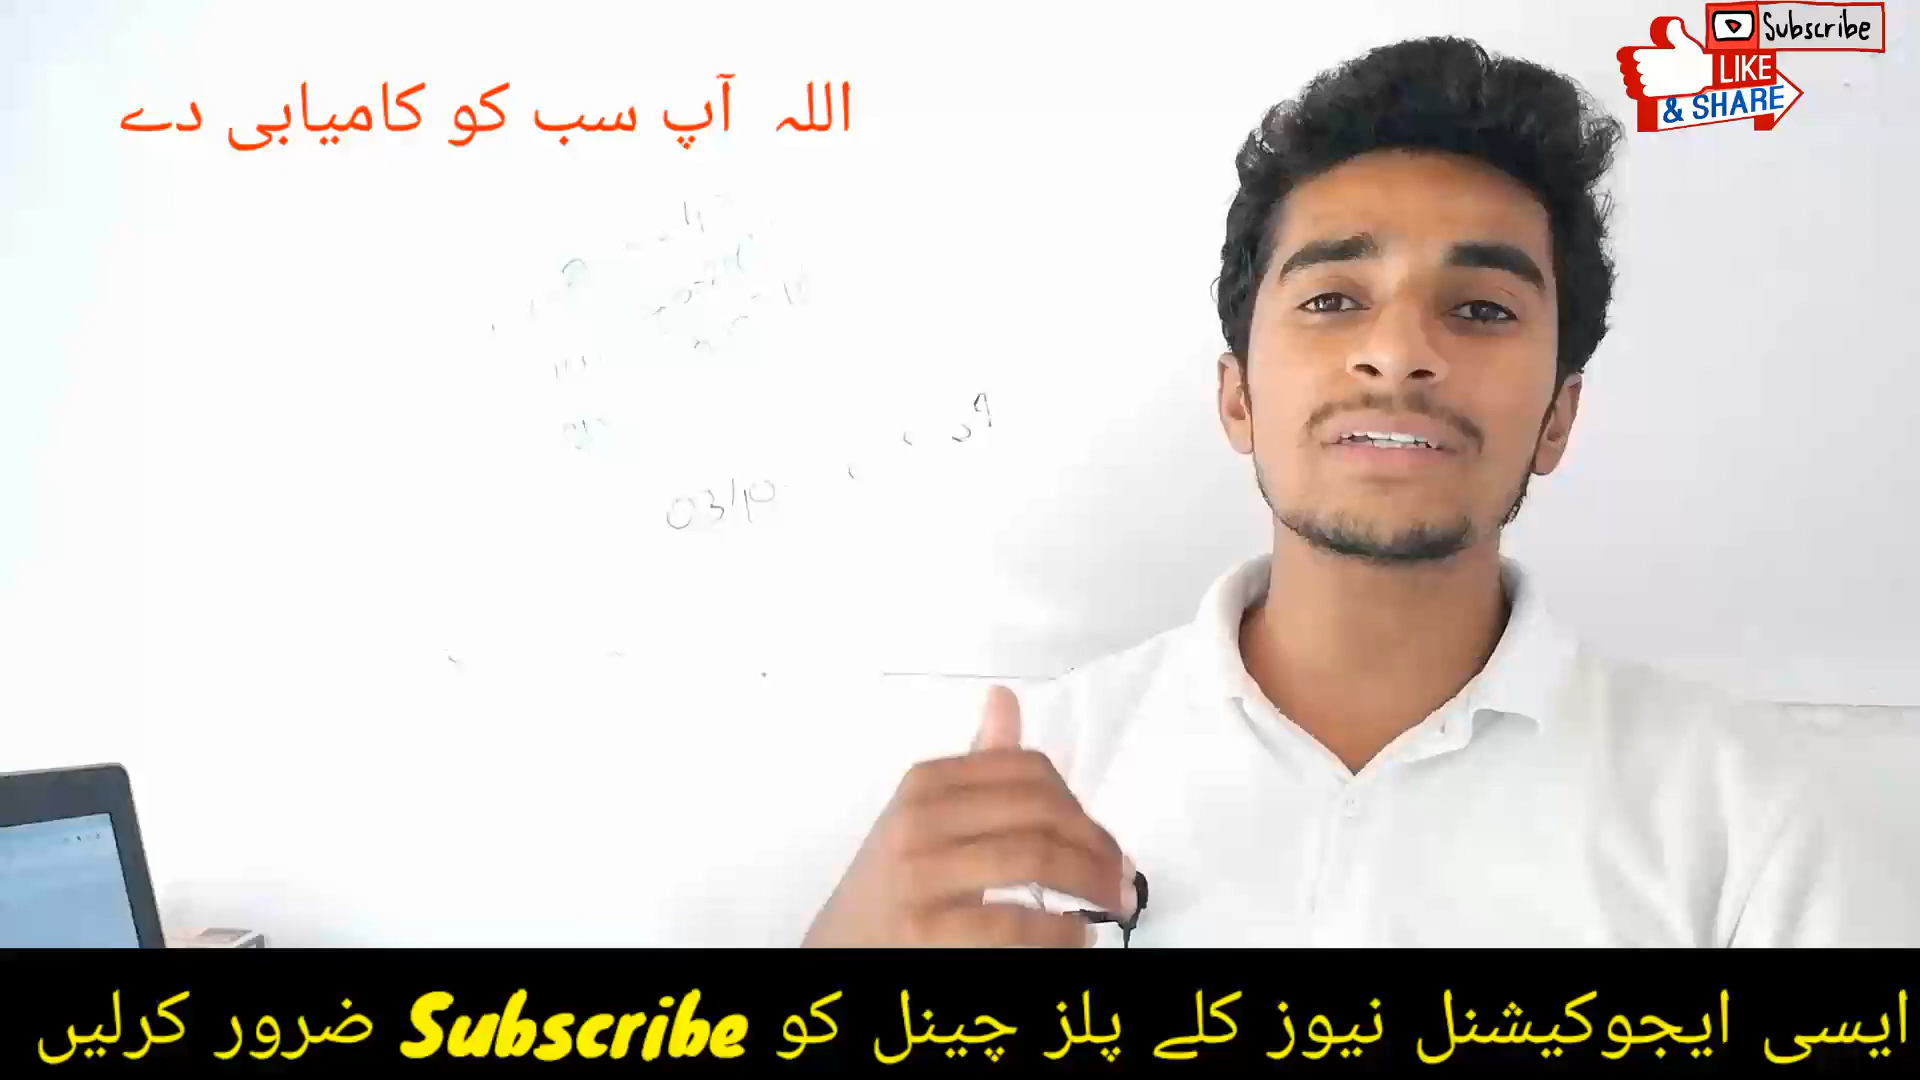 Subscribe
LIKE
& SHARE
اللہ آپ سب کو کامیابی دے
03/10
ایسی ایجوکیشنل نیوز کلے پلز چینل کو Subscribe ضرور کرلیں